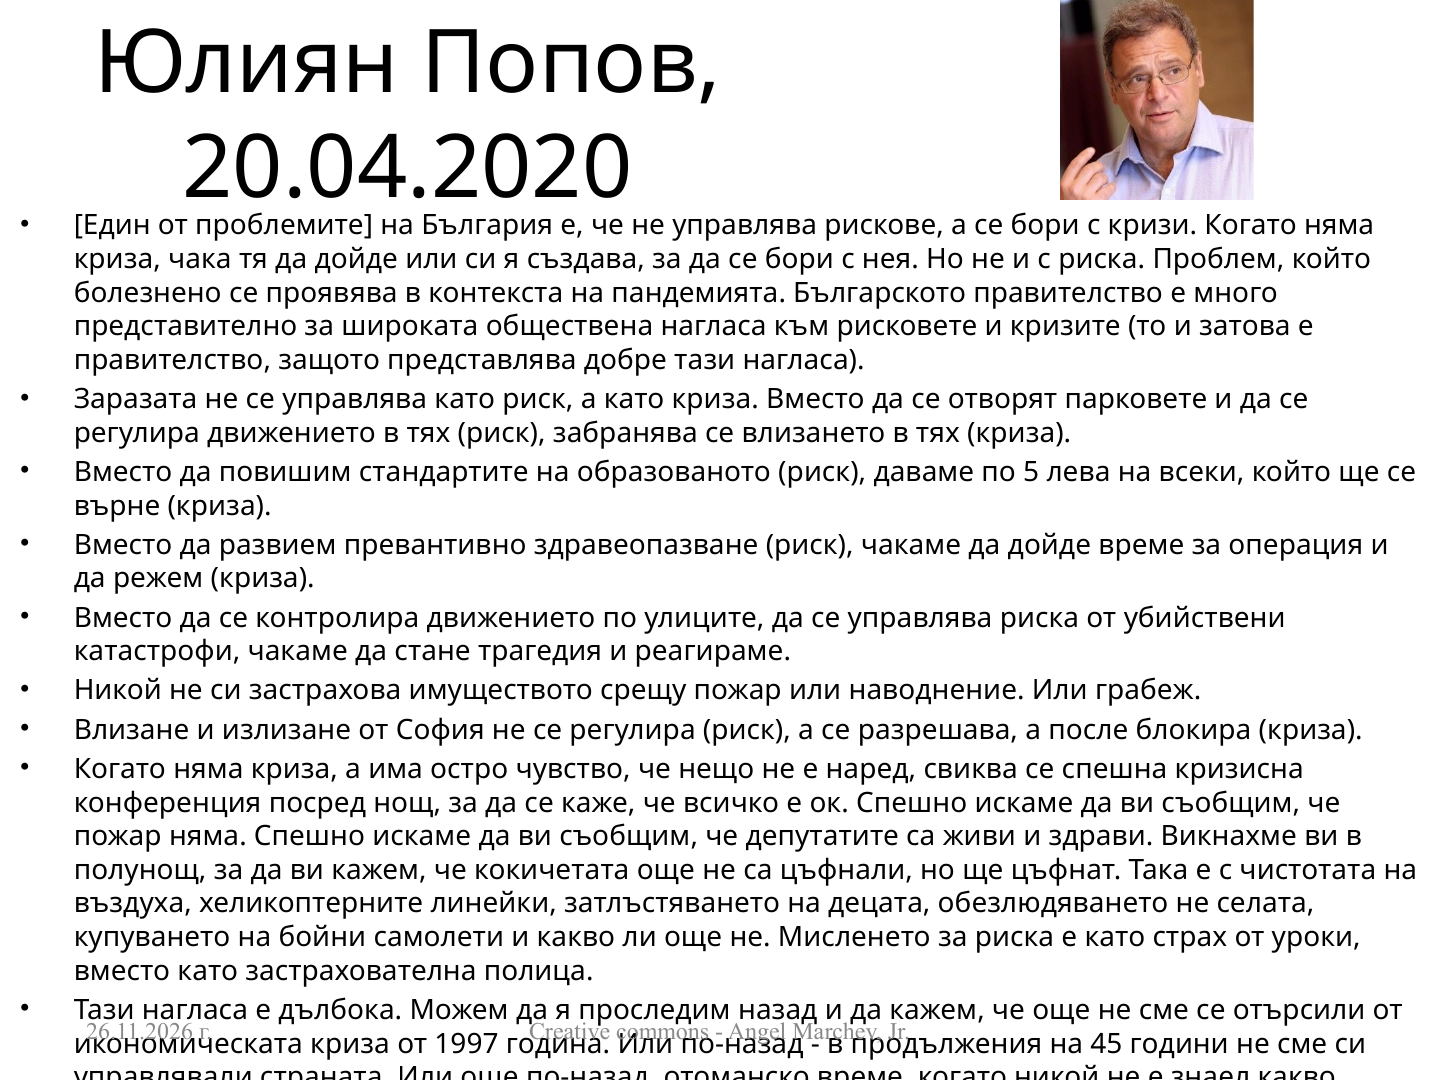 Юлиян Попов,
20.04.2020
• [Един от проблемите] на България е, че не управлява рискове, а се бори с кризи. Когато няма
криза, чака тя да дойде или си я създава, за да се бори с нея. Но не и с риска. Проблем, който
болезнено се проявява в контекста на пандемията. Българското правителство е много
представително за широката обществена нагласа към рисковете и кризите (то и затова е
правителство, защото представлява добре тази нагласа).
• Заразата не се управлява като риск, а като криза. Вместо да се отворят парковете и да се
регулира движението в тях (риск), забранява се влизането в тях (криза).
• Вместо да повишим стандартите на образованото (риск), даваме по 5 лева на всеки, който ще се
върне (криза).
• Вместо да развием превантивно здравеопазване (риск), чакаме да дойде време за операция и
да режем (криза).
• Вместо да се контролира движението по улиците, да се управлява риска от убийствени
катастрофи, чакаме да стане трагедия и реагираме.
• Никой не си застрахова имуществото срещу пожар или наводнение. Или грабеж.
• Влизане и излизане от София не се регулира (риск), а се разрешава, а после блокира (криза).
• Когато няма криза, а има остро чувство, че нещо не е наред, свиква се спешна кризисна
конференция посред нощ, за да се каже, че всичко е ок. Спешно искаме да ви съобщим, че
пожар няма. Спешно искаме да ви съобщим, че депутатите са живи и здрави. Викнахме ви в
полунощ, за да ви кажем, че кокичетата още не са цъфнали, но ще цъфнат. Така е с чистотата на
въздуха, хеликоптерните линейки, затлъстяването на децата, обезлюдяването не селата,
купуването на бойни самолети и какво ли още не. Мисленето за риска е като страх от уроки,
вместо като застрахователна полица.
• Тази нагласа е дълбока. Можем да я проследим назад и да кажем, че още не сме се отърсили от
26.11.2026 г. Creative commons - Angel Marchev, Jr.
икономическата криза от 1997 година. Или по-назад - в продължения на 45 години не сме си
управлявали страната. Или още по-назад, отоманско време, когато никой не е знаел какво